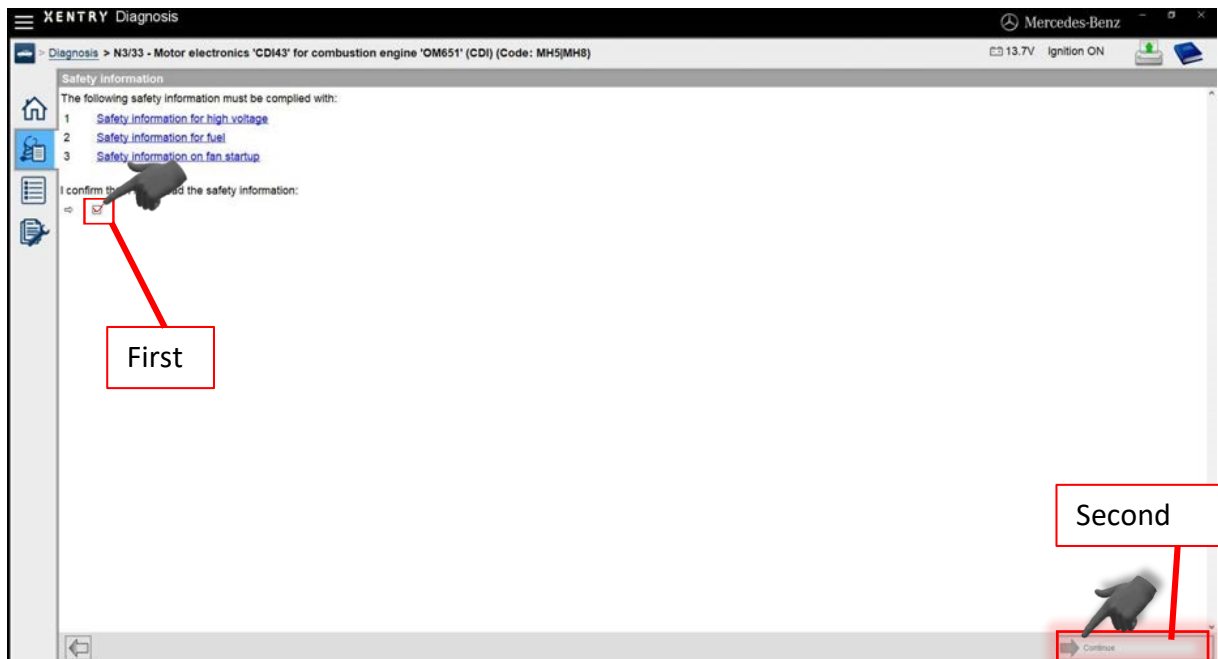 XENTRY Diagnosis
Mercedes-Benz
> Diagnosis > N3/33 - Motor electronics 'CDI43' for combustion engine 'OM651' (CDI) (Code: MH5|MH8)
13.7V Ignition ON
Safety information
The following safety information must be complied with:
1 Safety information for high voltage
2 Safety information for fuel
3 Safety information on fan startup
I confirm the safety information:
First
Second
Continue